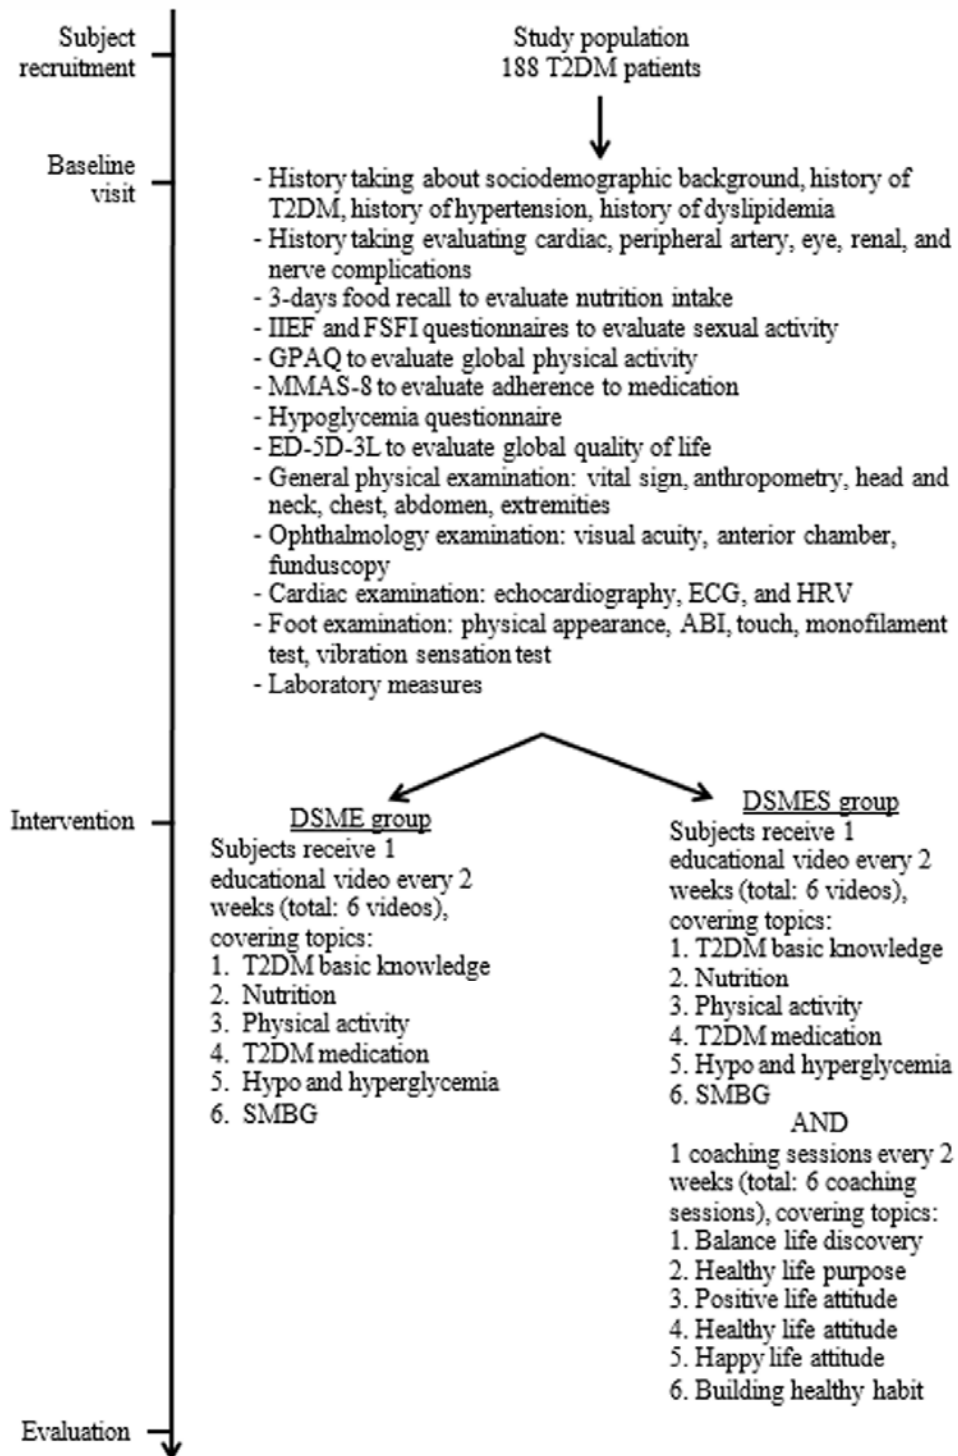 Subject
recruitment
Study population
188 T2DM patients
Baseline
visit
- History taking about sociodemographic background, history of
T2DM, history of hypertension, history of dyslipidemia
- History taking evaluating cardiac, peripheral artery, eye, renal, and
nerve complications
- 3-days food recall to evaluate nutrition intake
- IIEF and FSFI questionnaires to evaluate sexual activity
- GPAQ to evaluate global physical activity
- MMAS-8 to evaluate adherence to medication
- Hypoglycemia questionnaire
- ED-5D-3L to evaluate global quality of life
- General physical examination: vital sign, anthropometry, head and
neck, chest, abdomen, extremities
- Ophthalmology examination: visual acuity, anterior chamber,
funduscopy
- Cardiac examination: echocardiography, ECG, and HRV
- Foot examination: physical appearance, ABI, touch, monofilament
test, vibration sensation test
- Laboratory measures
Intervention
DSME group
Subjects receive 1
educational video every 2
weeks (total: 6 videos),
covering topics:
1. T2DM basic knowledge
2. Nutrition
3. Physical activity
4. T2DM medication
5. Hypo and hyperglycemia
6. SMBG
DSMES group
Subjects receive 1
educational video every 2
weeks (total: 6 videos),
covering topics:
1. T2DM basic knowledge
2. Nutrition
3. Physical activity
4. T2DM medication
5. Hypo and hyperglycemia
6. SMBG
AND
1 coaching sessions every 2
weeks (total: 6 coaching
sessions), covering topics:
1. Balance life discovery
2. Healthy life purpose
3. Positive life attitude
4. Healthy life attitude
5. Happy life attitude
6. Building healthy habit
Evaluation